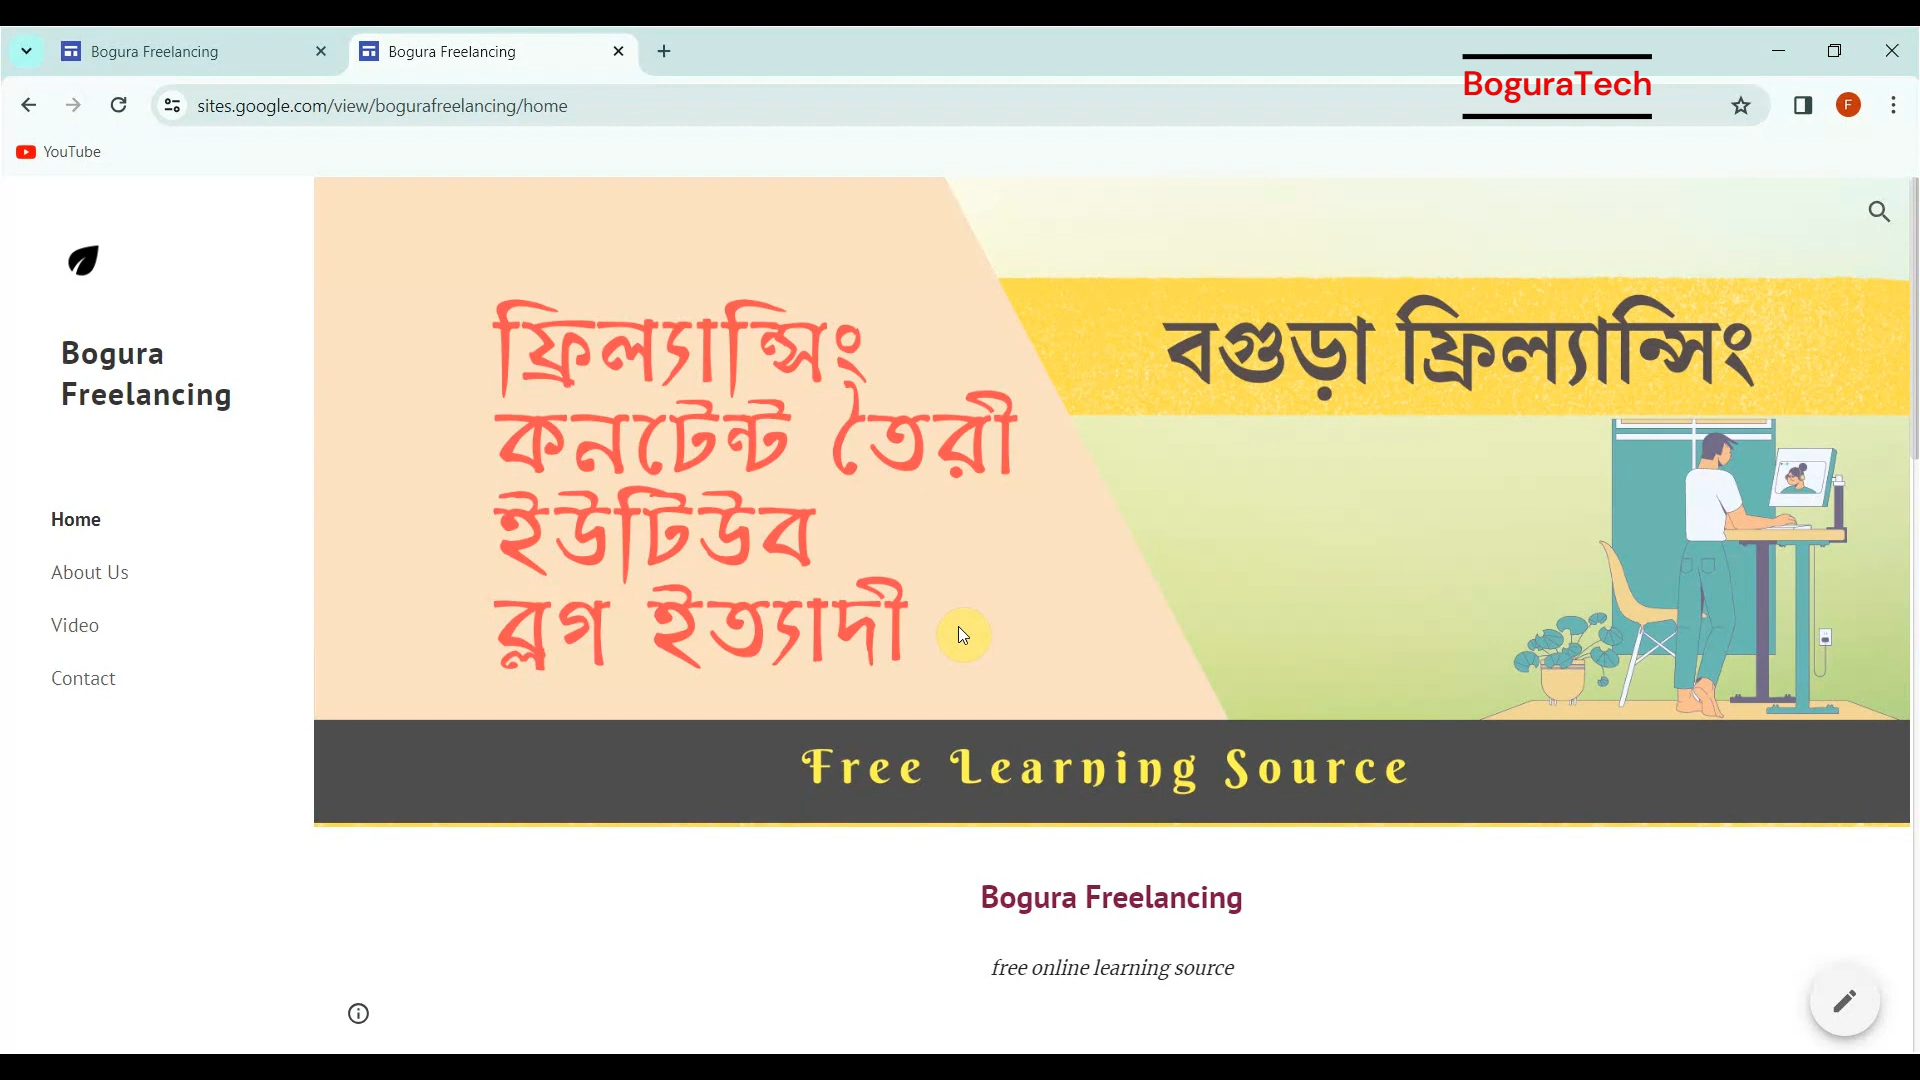 Bogura Freelancing
Bogura Freelancing
BoguraTech
sites.google.com/view/bogurafreelancing/home
F
YouTube
Bogura
Freelancing
Home
About Us
Video
Contact
ফ্রিল্যান্সিং
কনটেন্ট তৈরী
ইউটিউব
ব্লগ ইত্যাদী
বগুড়া ফ্রিল্যান্সিং
Free Learning Source
Bogura Freelancing
free online learning source